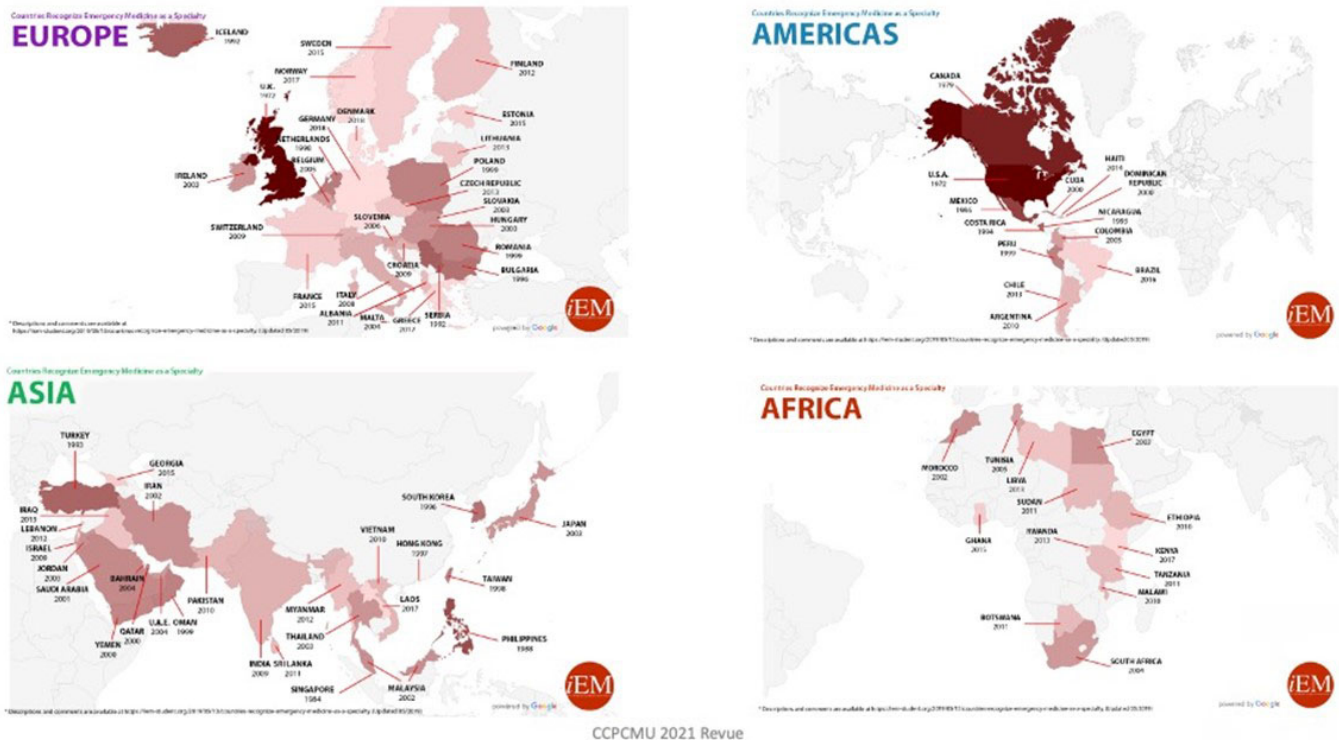 Countries Recognize Emergency Medicine as a Specialty
EUROPE
ICELAND
1992
SWEDEN
2015
NORWAY
2017
FINLAND
2012
U.K.
1972
DENMARK
2018
GERMANY
2018
ESTONIA
2015
NETHERLANDS
1998
LITHUANIA
2013
BELGIUM
2005
POLAND
1999
IRELAND
2003
CZECH REPUBLIC
2013
SLOVAKIA
HUNGARY
2003
SLOVENIA
2006
SWITZERLAND
2009
ROMANIA
1999
CROATIA
2009
BULGARIA
1996
FRANCE
2015
ITALY
2008
ALBANIA
2011
MALTA
2004
GREECE
2017
SERBIA
1992
iEM
powered by Google
* Descriptions and comments are available at
Countries Recognize Emergency Medicine as a Specialty
AMERICAS
CANADA
1979
U.S.A.
1972
HAITI
2014
CUBA
2000
DOMINICAN
REPUBLIC
2000
MEXICO
COSTA RICA
1994
NICARAGUA
1993
COLOMBIA
2005
PERU
1999
BRAZIL
2016
CHILE
2013
ARGENTINA
2010
iEM
powered by Google
Countries Recognize Emergency Medicine as a Specialty
ASIA
TURKEY
1993
GEORGIA
2015
IRAN
2002
IRAQ
2013
LEBANON
2012
ISRAEL
JORDAN
2003
SAUDI ARABIA
2001
BAHRAIN
2004
YEMEN
2000
QATAR
2000
U.A.E.
2004
OMAN
1999
PAKISTAN
2010
INDIA
2009
SRI LANKA
2011
MYANMAR
2012
THAILAND
2003
VIETNAM
2010
HONG KONG
1997
SOUTH KOREA
1996
JAPAN
2003
TAIWAN
1998
LAOS
2017
PHILIPPINES
1988
SINGAPORE
1984
MALAYSIA
2002
iEM
powered by Google
Countries Recognize Emergency Medicine as a Specialty
AFRICA
MOROCCO
2002
TUNISIA
2005
LIBYA
2013
EGYPT
2003
SUDAN
2011
GHANA
2015
RWANDA
2013
ETHIOPIA
2010
KENYA
2017
TANZANIA
2011
MALAWI
2010
BOTSWANA
2011
SOUTH AFRICA
2004
iEM
powered by Google
CCPCMU 2021 Revue